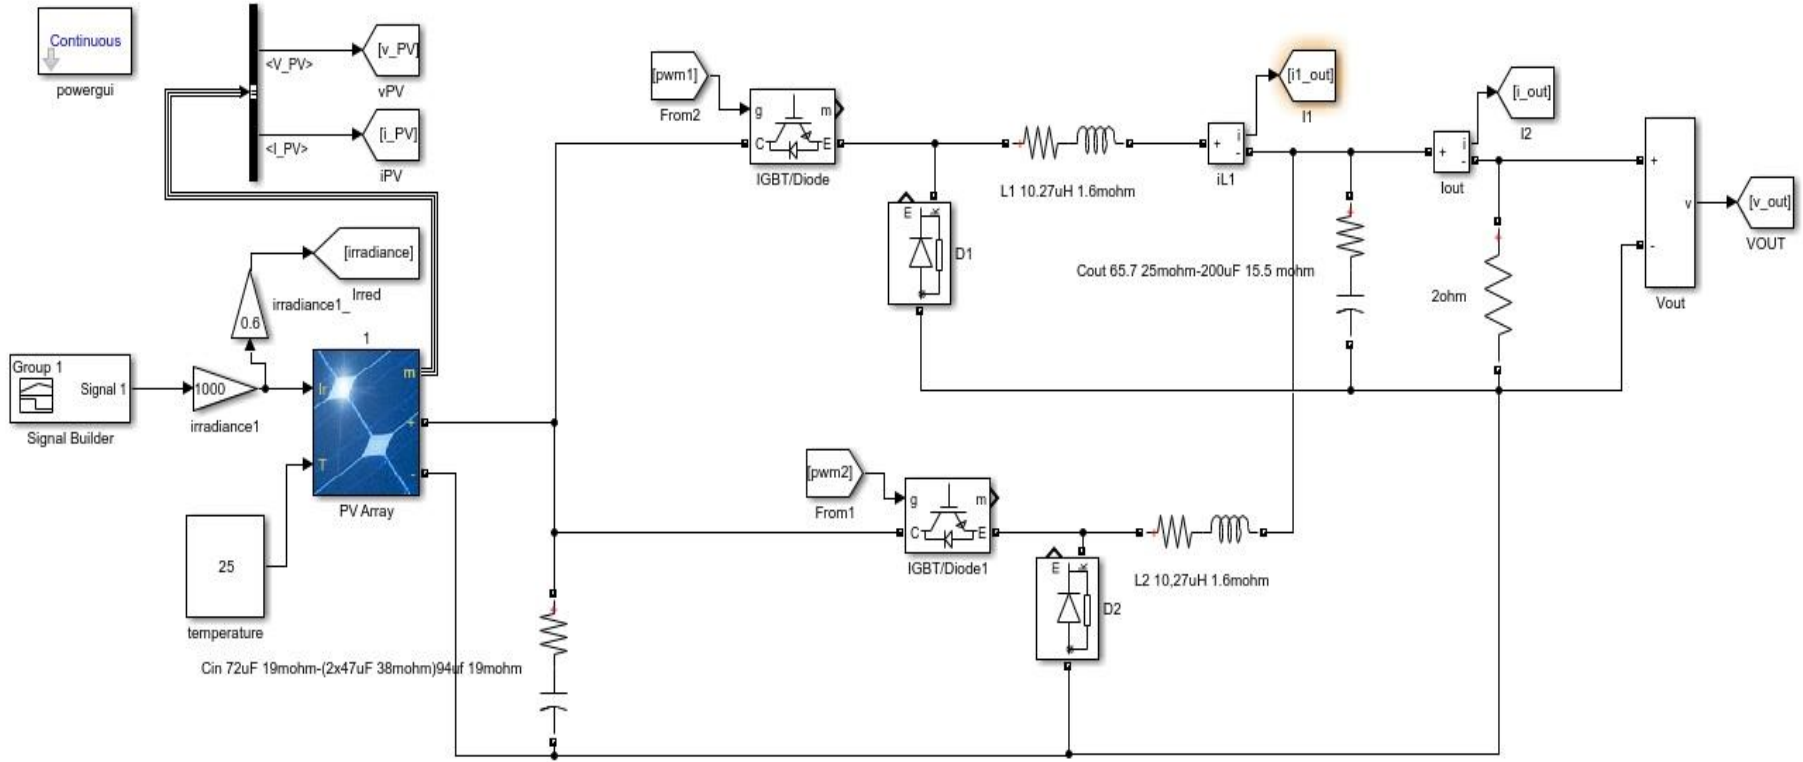 Continuous
powergui
<V_PV>
[v_PV]
vPV
<I_PV>
[i_PV]
iPV
[irradiance]
Irred
irradiance1_
0.6
Group 1
Signal 1
Signal Builder
1000
irradiance1
1
Ir
T
m
+
-
PV Array
25
temperature
Cin 72uF 19mohm-(2x47uF 38mohm)94uf 19mohm
[pwm1]
From2
g
m
C
E
IGBT/Diode
E
D1
L1 10.27uH 1.6mohm
+
i
-
iL1
[i1_out]
I1
Cout 65.7 25mohm-200uF 15.5 mohm
+
i
-
Iout
[i_out]
I2
2ohm
+
v
-
Vout
[v_out]
VOUT
[pwm2]
From1
g
m
C
E
IGBT/Diode1
E
D2
L2 10,27uH 1.6mohm